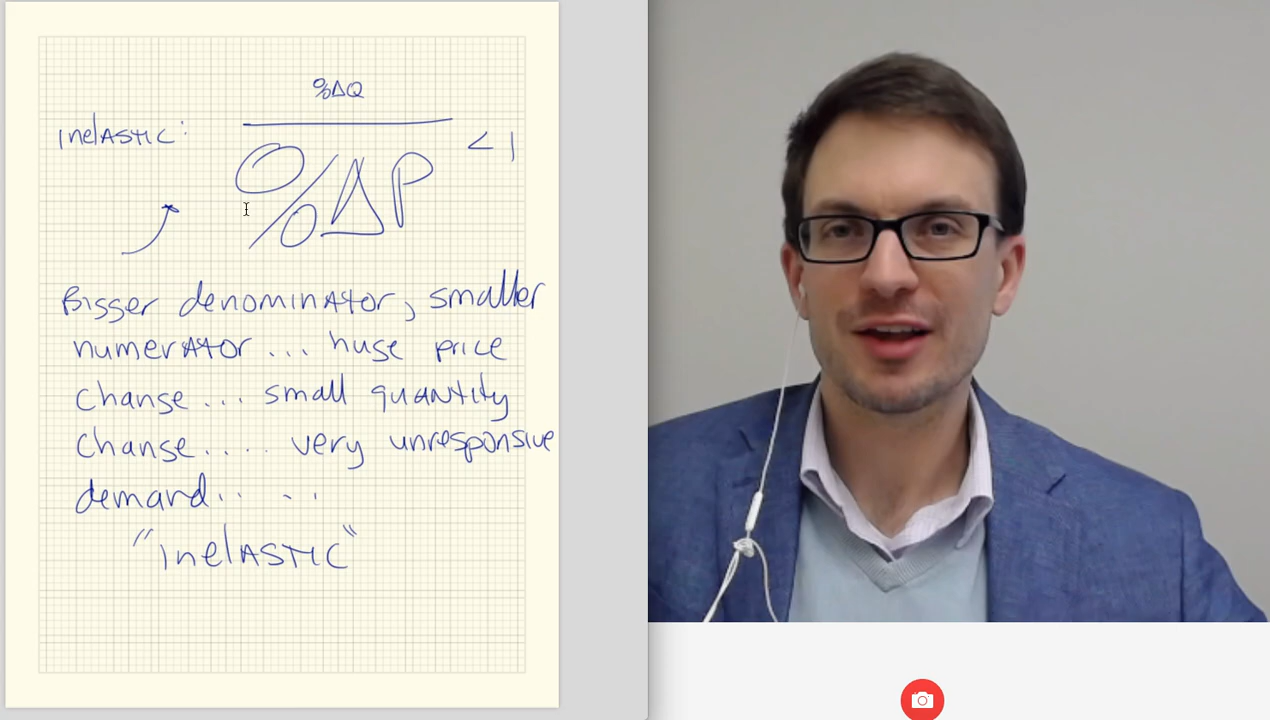 %ΔQ
inelastic:
%ΔP
< 1
Bigger denominator, smaller
numerator ... huge price
change ... small quantity
change .... very unresponsive
demand.. ..
"inelastic"